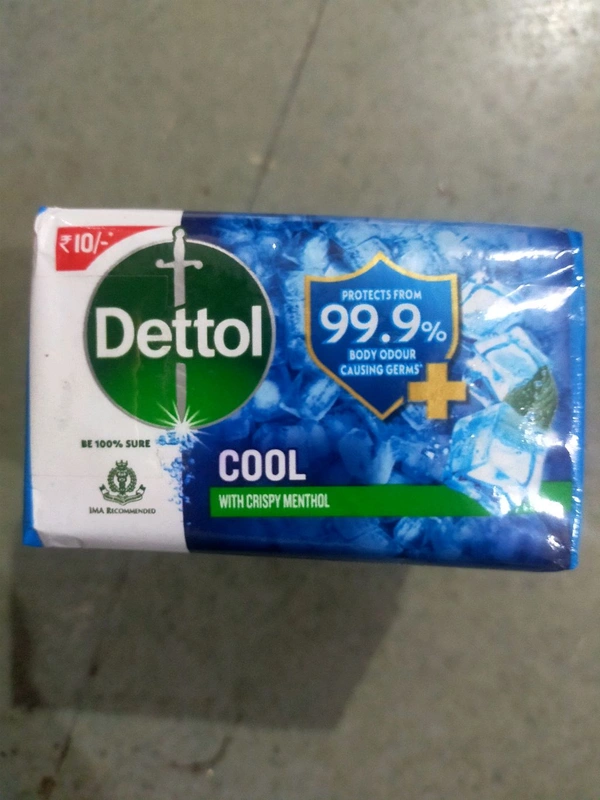 ₹10/-*
Dettol
BE 100% SURE
IMA RECOMMENDED
PROTECTS FROM
99.9%
BODY ODOUR
CAUSING GERMS*
COOL
WITH CRISPY MENTHOL